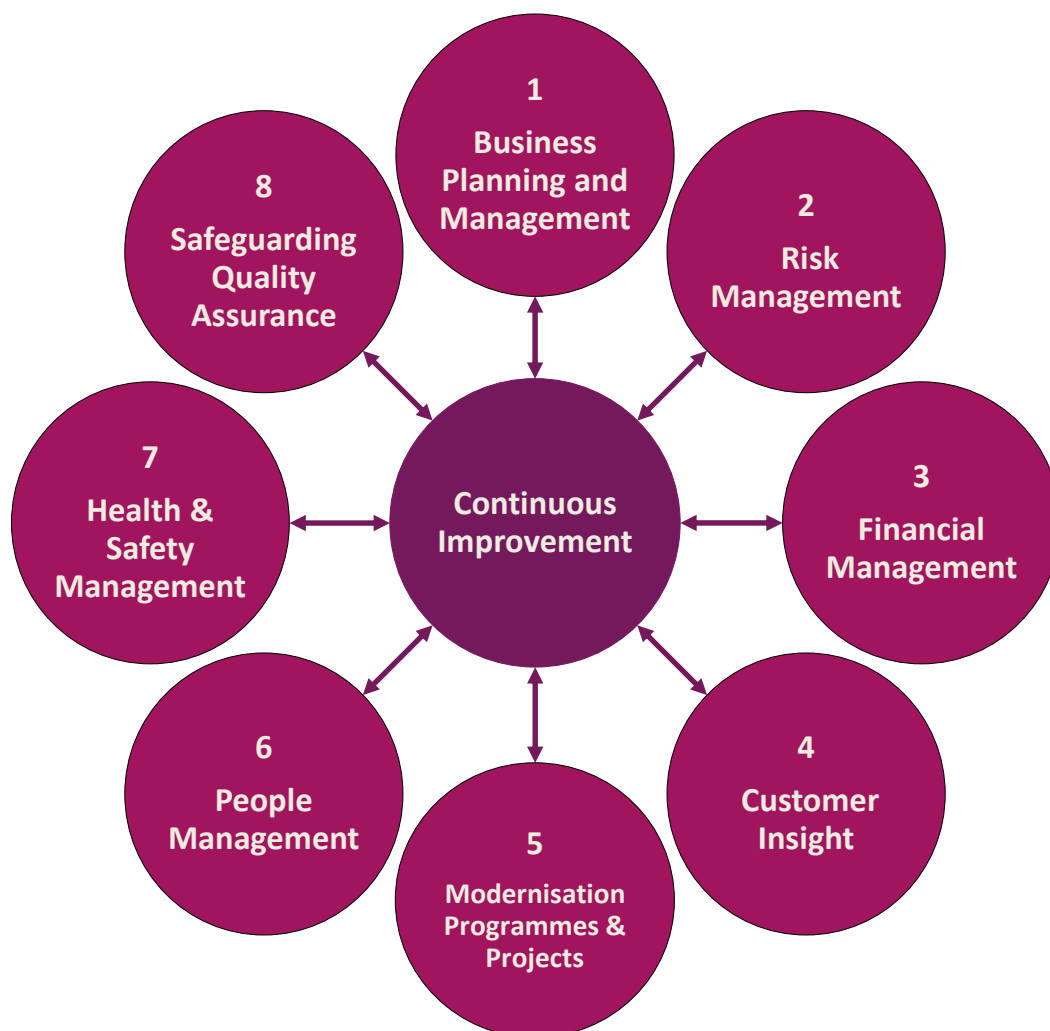 1
Business
Planning and
Management
2
Risk
Management
3
Financial
Management
4
Customer
Insight
5
Modernisation
Programmes &
Projects
6
People
Management
7
Health &
Safety
Management
8
Safeguarding
Quality
Assurance
Continuous
Improvement